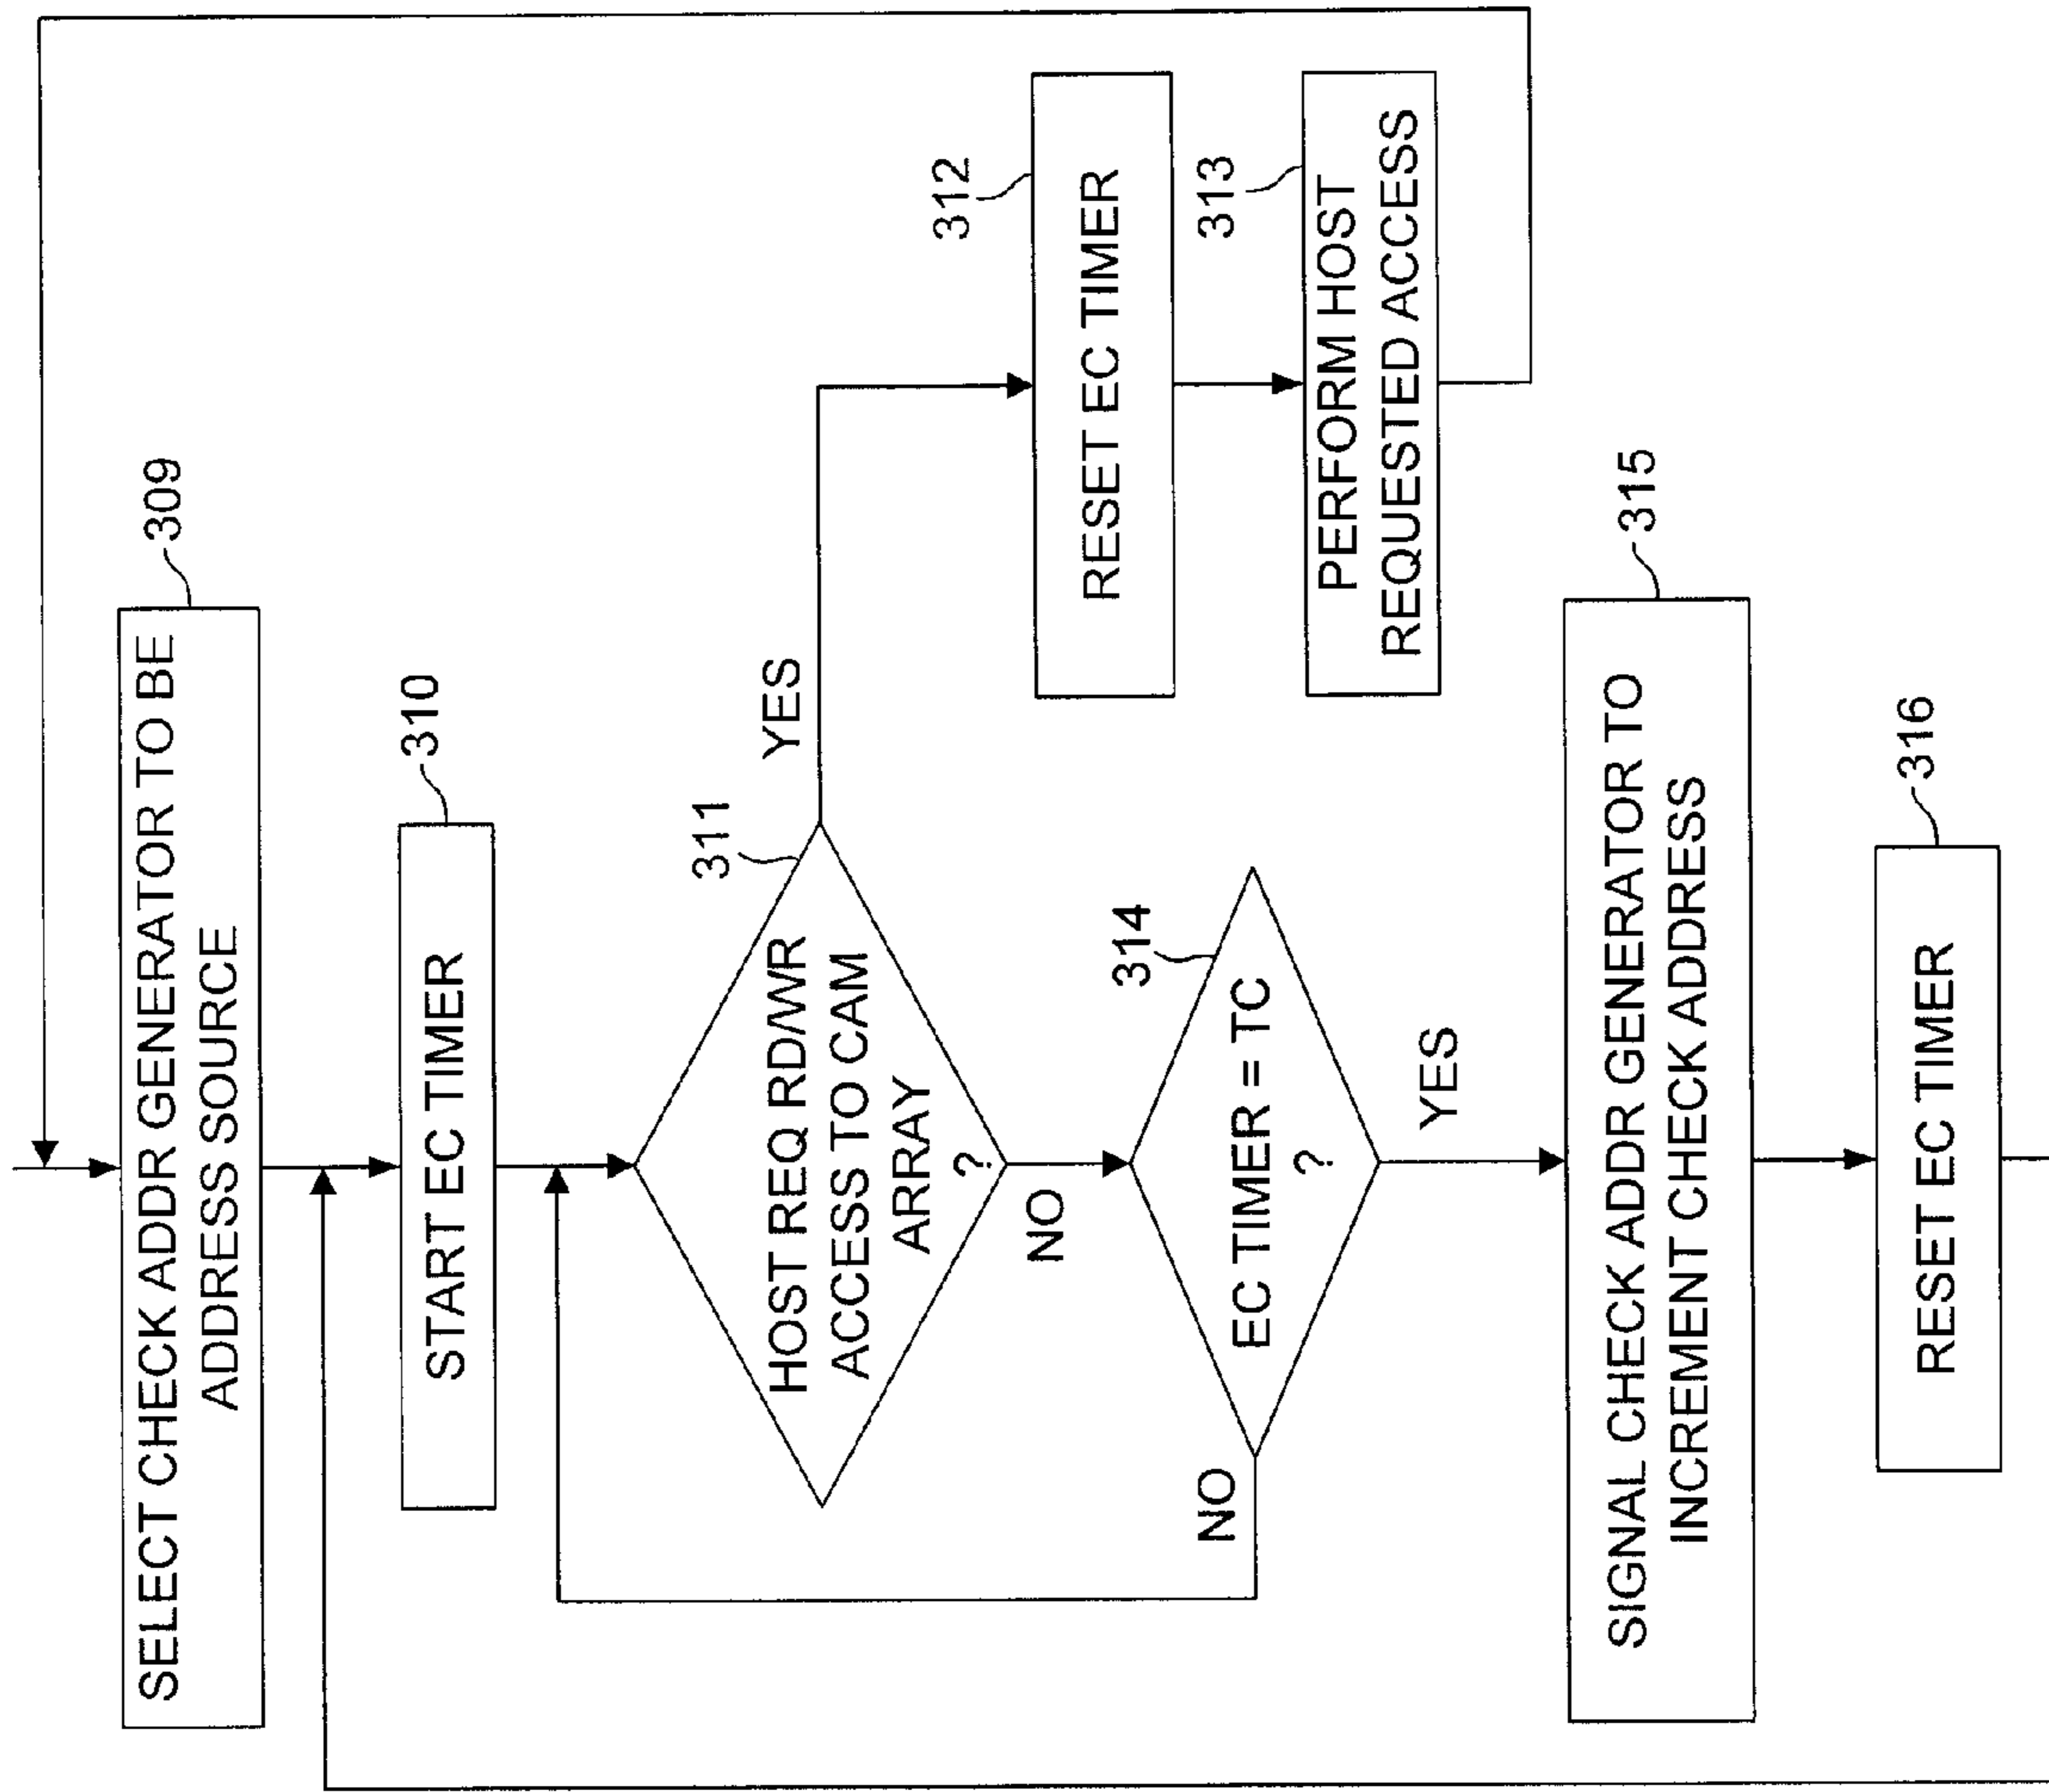 SELECT CHECK ADDR GENERATOR TO BE
ADDRESS SOURCE
309
START EC TIMER
310
HOST REQ RD/WR
ACCESS TO CAM
ARRAY
?
311
YES
NO
RESET EC TIMER
312
PERFORM HOST
REQUESTED ACCESS
313
EC TIMER = TC
?
314
NO
YES
SIGNAL CHECK ADDR GENERATOR TO
INCREMENT CHECK ADDRESS
315
RESET EC TIMER
316